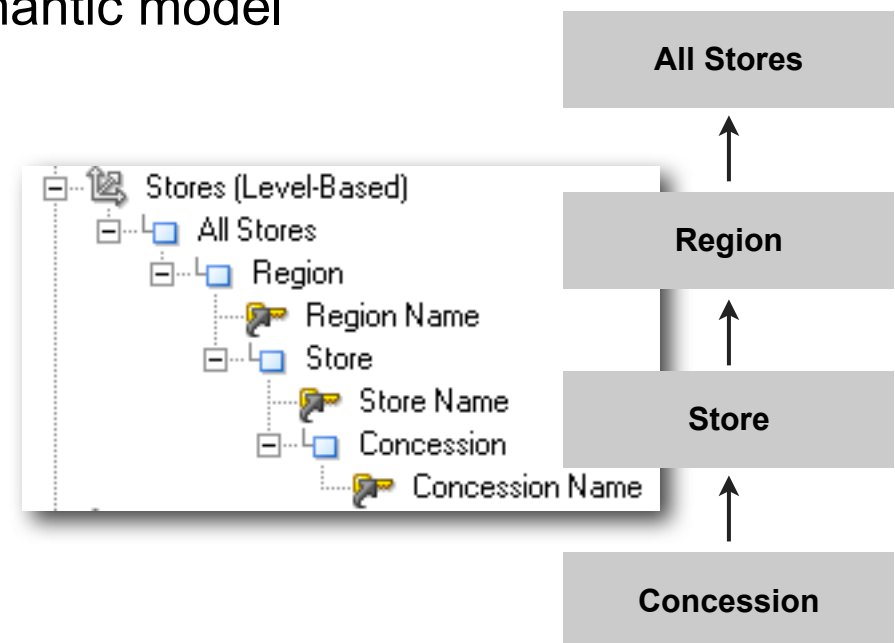 mantic model
Stores (Level-Based)
All Stores
Region
Region Name
Store
Store Name
Concession
Concession Name
All Stores
Region
Store
Concession